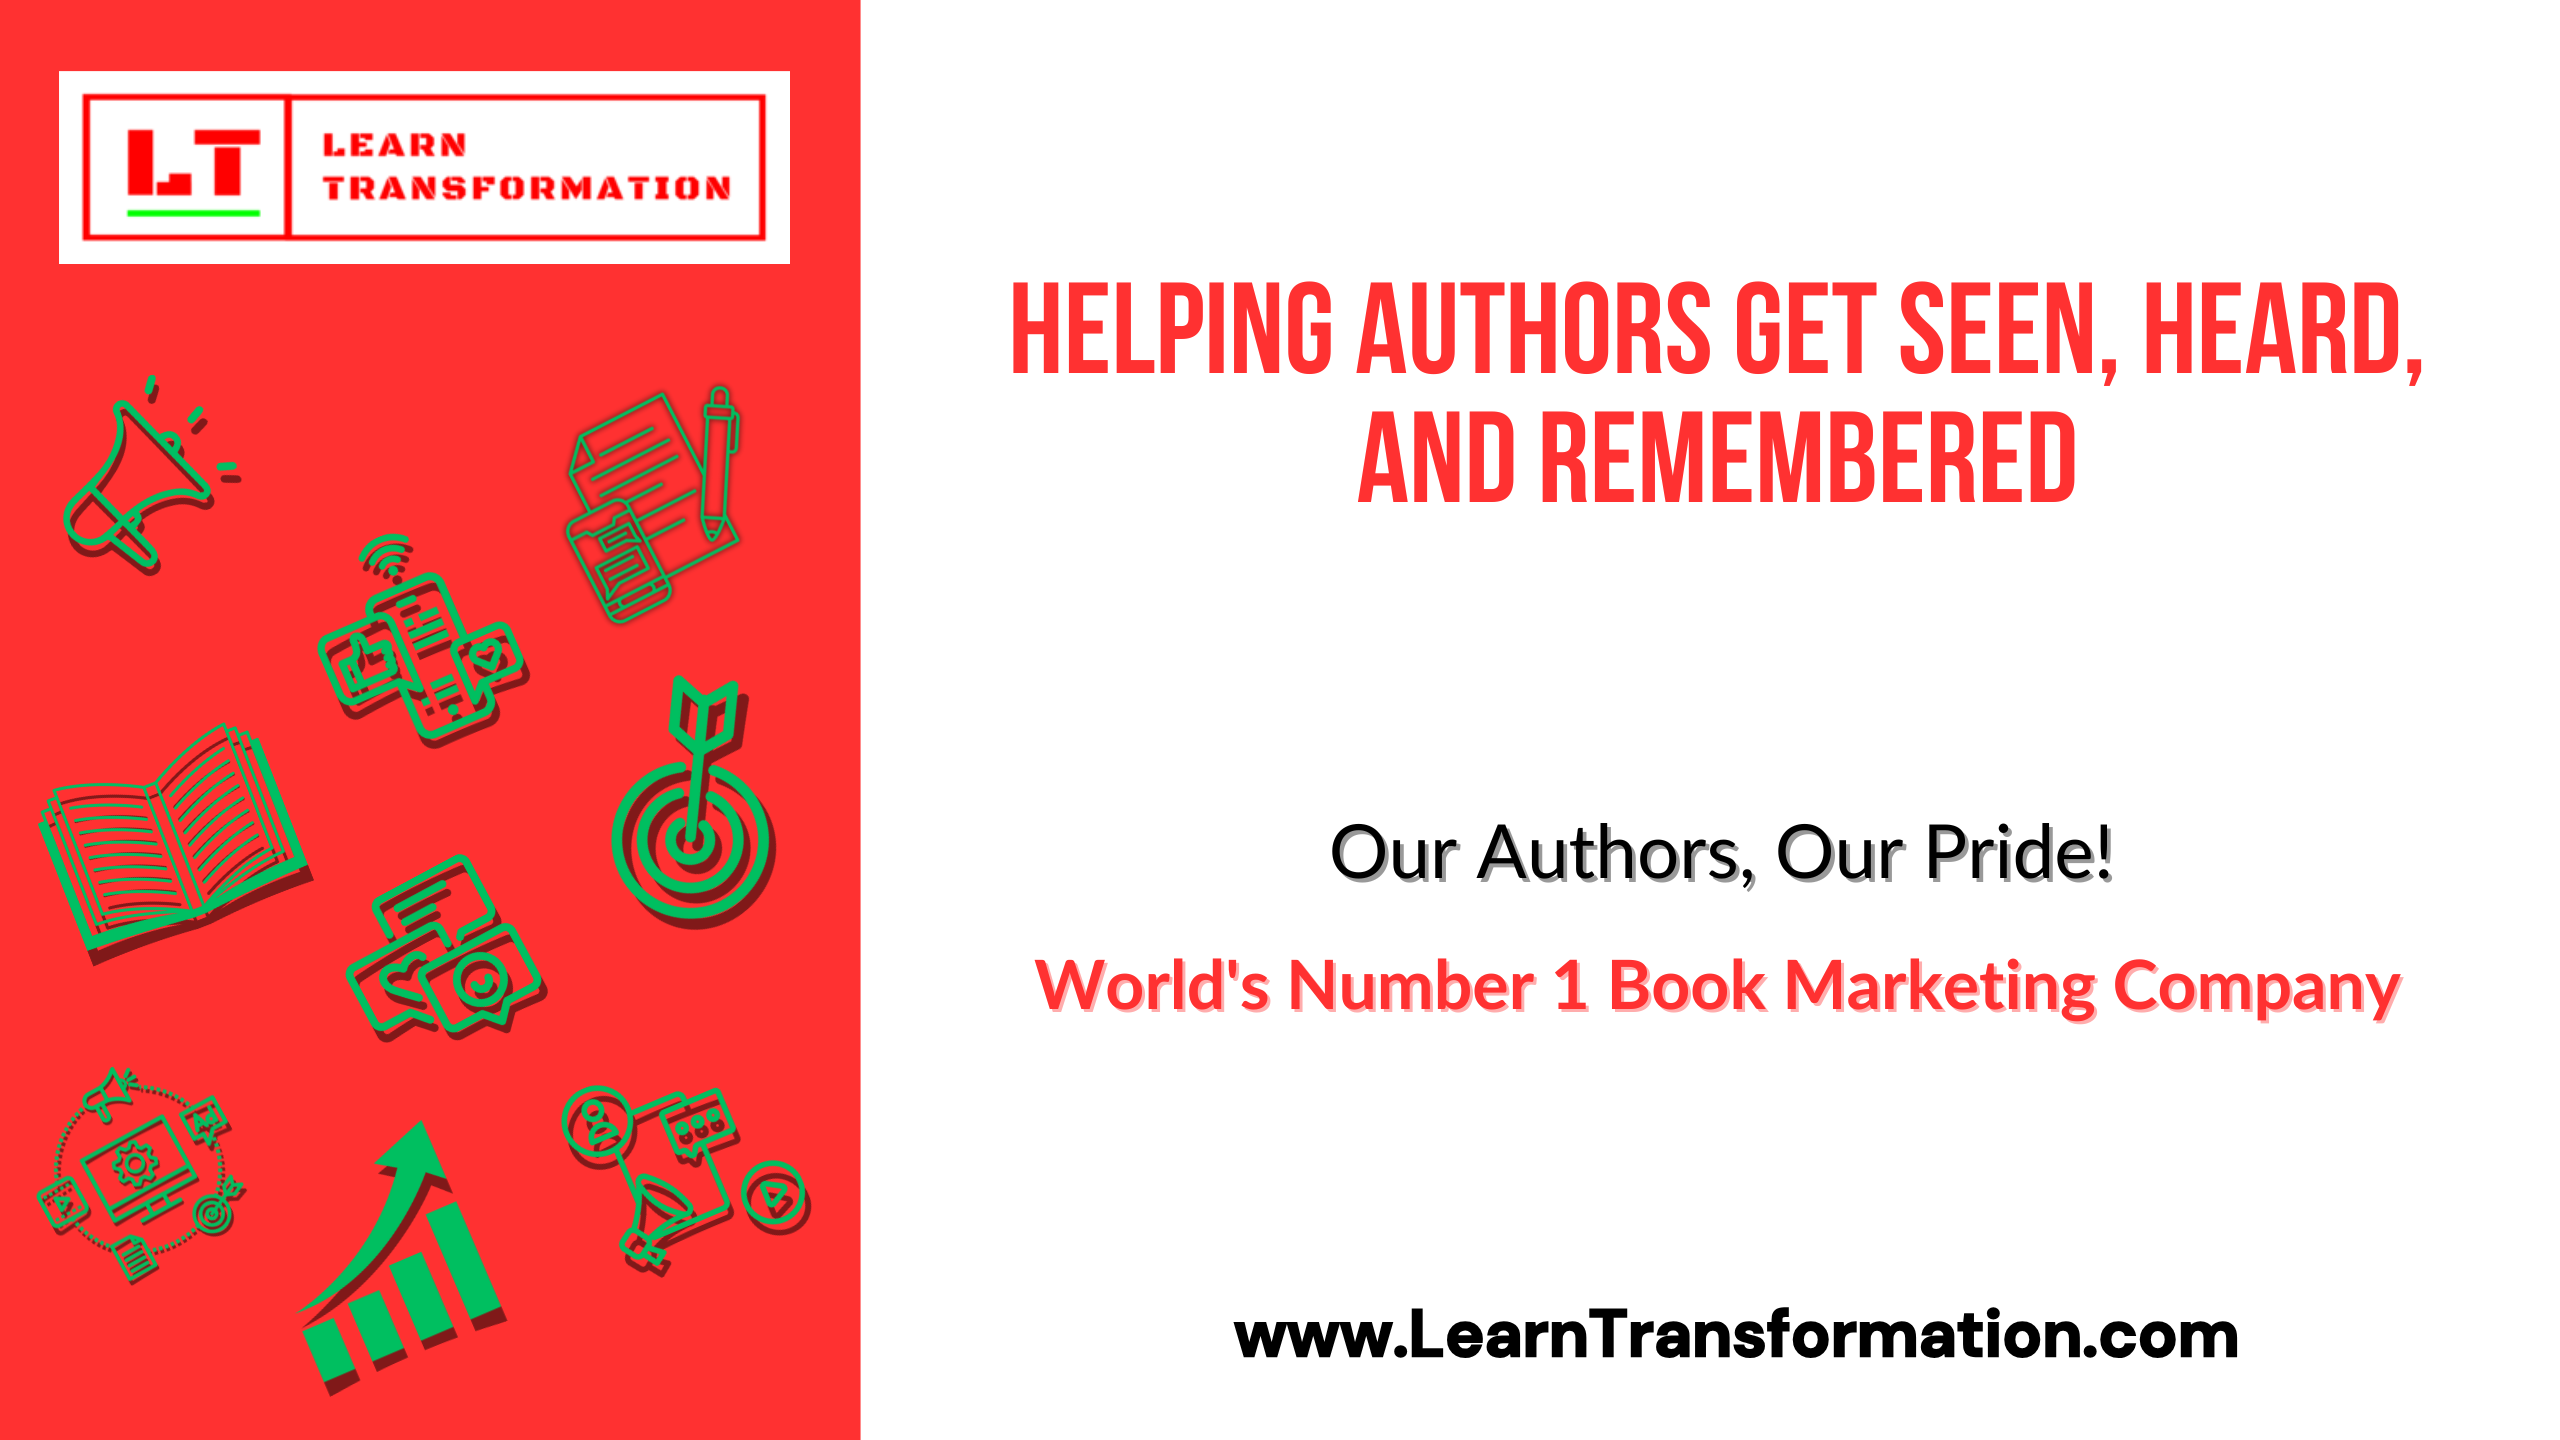 LT
LEARN
TRANSFORMATION
HELPING AUTHORS GET SEEN, HEARD,
AND REMEMBERED
Our Authors, Our Pride!
World's Number 1 Book Marketing Company
www.LearnTransformation.com